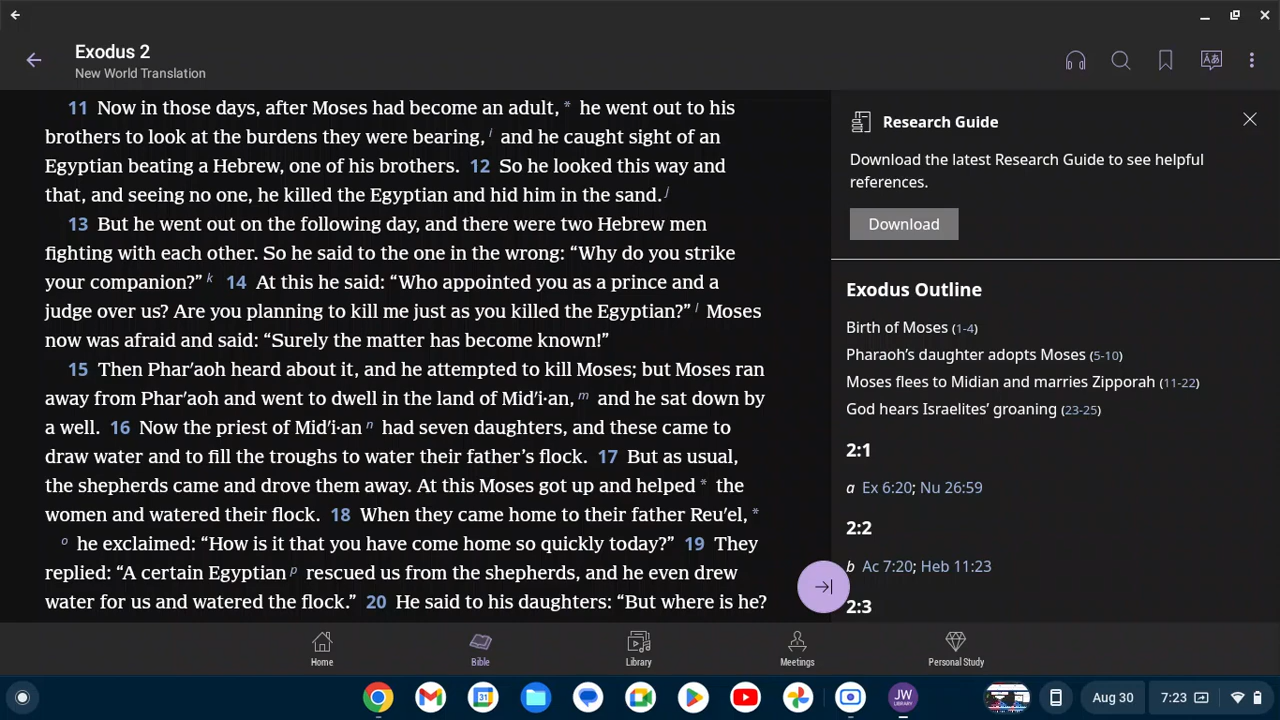 Exodus 2
New World Translation
11 Now in those days, after Moses had become an adult, * he went out to his
brothers to look at the burdens they were bearing, i and he caught sight of an
Egyptian beating a Hebrew, one of his brothers. 12 So he looked this way and
that, and seeing no one, he killed the Egyptian and hid him in the sand. j
13 But he went out on the following day, and there were two Hebrew men
fighting with each other. So he said to the one in the wrong: “Why do you strike
your companion?” k 14 At this he said: “Who appointed you as a prince and a
judge over us? Are you planning to kill me just as you killed the Egyptian?” l Moses
now was afraid and said: “Surely the matter has become known!”
15 Then Pharʹaoh heard about it, and he attempted to kill Moses; but Moses ran
away from Pharʹaoh and went to dwell in the land of Midʹi·an, m and he sat down by
a well. 16 Now the priest of Midʹi·an n had seven daughters, and these came to
draw water and to fill the troughs to water their father’s flock. 17 But as usual,
the shepherds came and drove them away. At this Moses got up and helped * the
women and watered their flock. 18 When they came home to their father Reuʹel, *
o he exclaimed: “How is it that you have come home so quickly today?” 19 They
replied: “A certain Egyptian p rescued us from the shepherds, and he even drew
water for us and watered the flock.” 20 He said to his daughters: “But where is he?
Research Guide
Download the latest Research Guide to see helpful
references.
Download
Exodus Outline
Birth of Moses (1-4)
Pharaoh’s daughter adopts Moses (5-10)
Moses flees to Midian and marries Zipporah (11-22)
God hears Israelites’ groaning (23-25)
2:1
a Ex 6:20; Nu 26:59
2:2
b Ac 7:20; Heb 11:23
2:3
Home
Bible
Library
Meetings
Personal Study
31
JW
LIBRARY
Aug 30
7:23